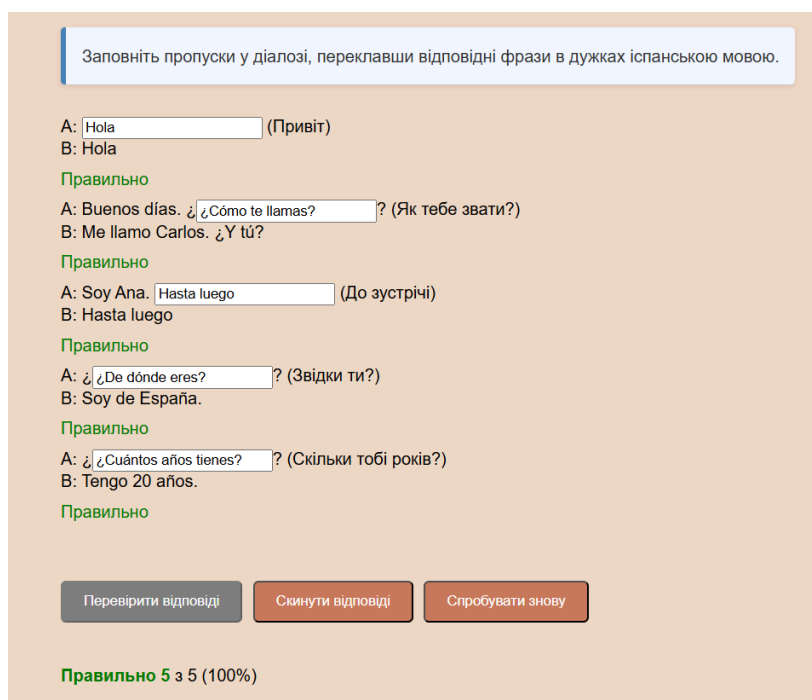 Заповніть пропуски у діалозі, переклавши відповідні фрази в дужках іспанською мовою.
A: Hola (Привіт)
B: Hola
Правильно
A: Buenos días. ¿ ¿Cómo te llamas? ? (Як тебе звати?)
B: Me llamo Carlos. ¿Y tú?
Правильно
A: Soy Ana. Hasta luego (До зустрічі)
B: Hasta luego
Правильно
A: ¿ ¿De dónde eres? ? (Звідки ти?)
B: Soy de España.
Правильно
A: ¿ ¿Cuántos años tienes? ? (Скільки тобі років?)
B: Tengo 20 años.
Правильно
Перевірити відповіді Скинути відповіді Спробувати знову
Правильно 5 з 5 (100%)